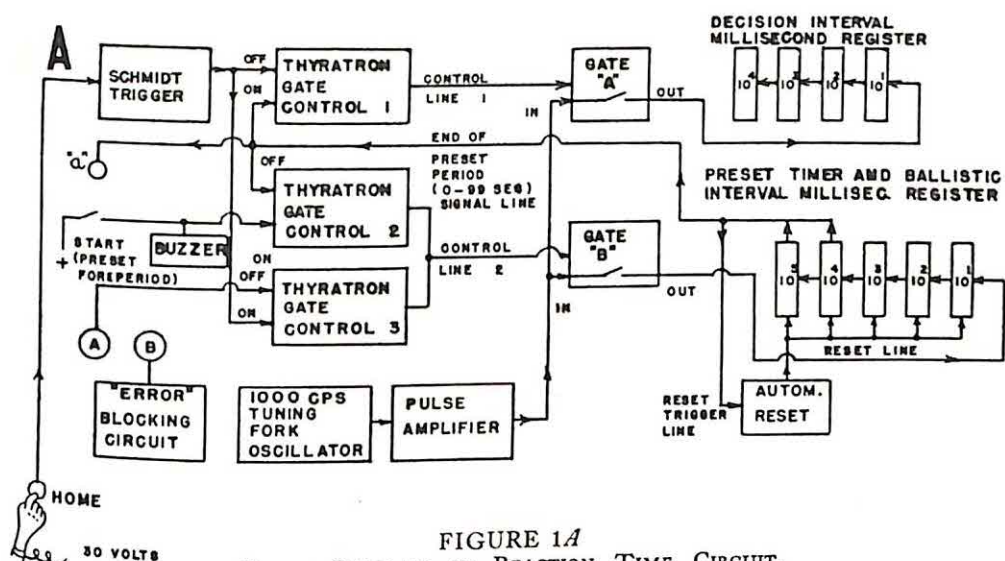 A
SCHMIDT
TRIGGER
OFF
ON
THYRATRON
GATE
CONTROL 1
CONTROL
LINE 1
GATE
"A"
IN
OUT
DECISION INTERVAL
MILLISECOND REGISTER
10⁴
10³
10²
10¹
"a"
OFF
END OF
PRESET
PERIOD
(0-99 SEC)
SIGNAL LINE
THYRATRON
GATE
CONTROL 2
START
+ (PRESET
FOREPERIOD)
BUZZER
ON
PRESET TIMER AND BALLISTIC
INTERVAL MILLISEC. REGISTER
CONTROL
LINE 2
GATE
"B"
IN
OUT
10⁵
10⁴
10³
10²
10¹
RESET LINE
OFF
ON
THYRATRON
GATE
CONTROL 3
A
B
"ERROR"
BLOCKING
CIRCUIT
1000 CPS
TUNING
FORK
OSCILLATOR
PULSE
AMPLIFIER
RESET
TRIGGER
LINE
AUTOM.
RESET
HOME
30 VOLTS
FIGURE 1A
REACTION TIME CIRCUIT